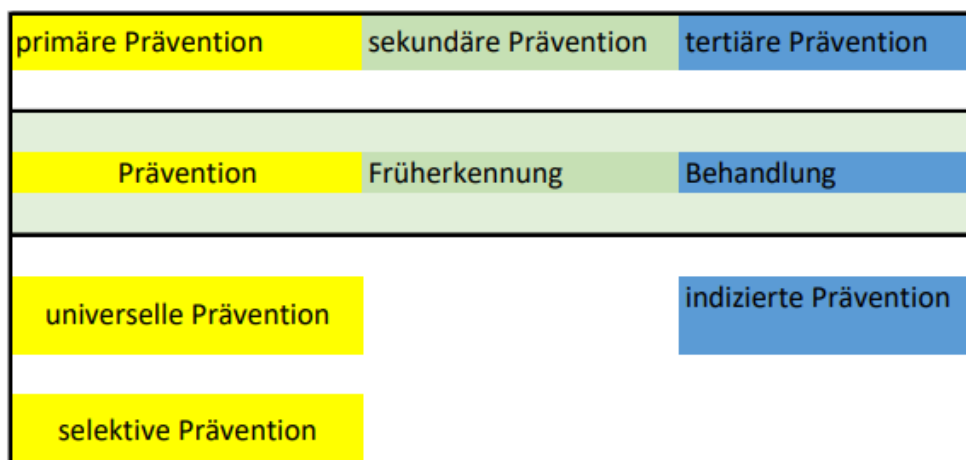 primäre Prävention sekundäre Prävention tertiäre Prävention
Prävention Früherkennung Behandlung
universelle Prävention indizierte Prävention
selektive Prävention